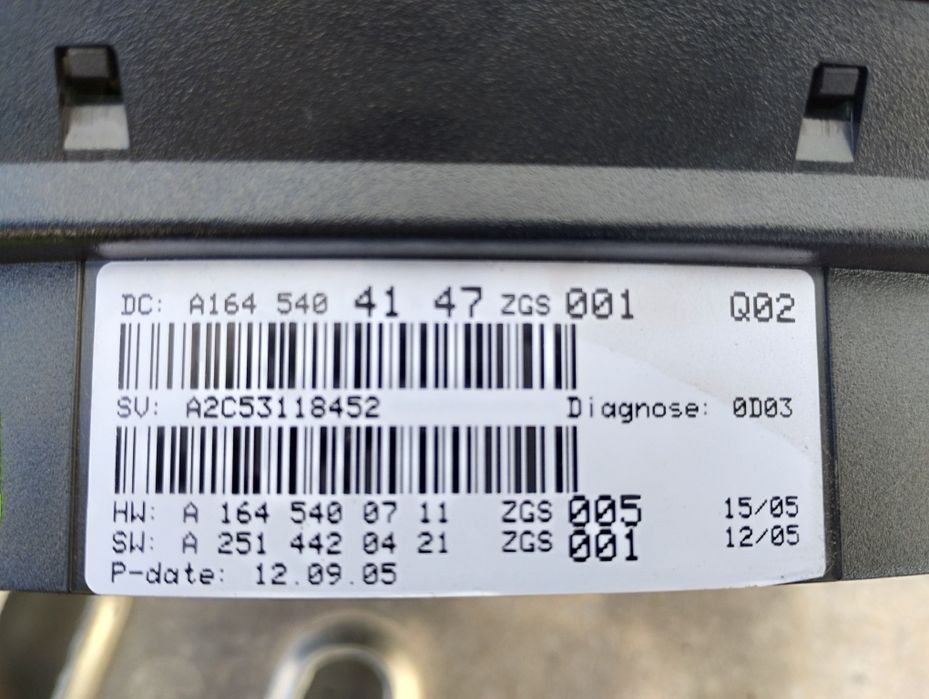 DC: A164 540 41 47 ZGS 001 Q02
SV: A2C53118452 Diagnose: 0D03
HW: A 164 540 07 11 ZGS 005 15/05
SW: A 251 442 04 21 ZGS 001 12/05
P-date: 12.09.05